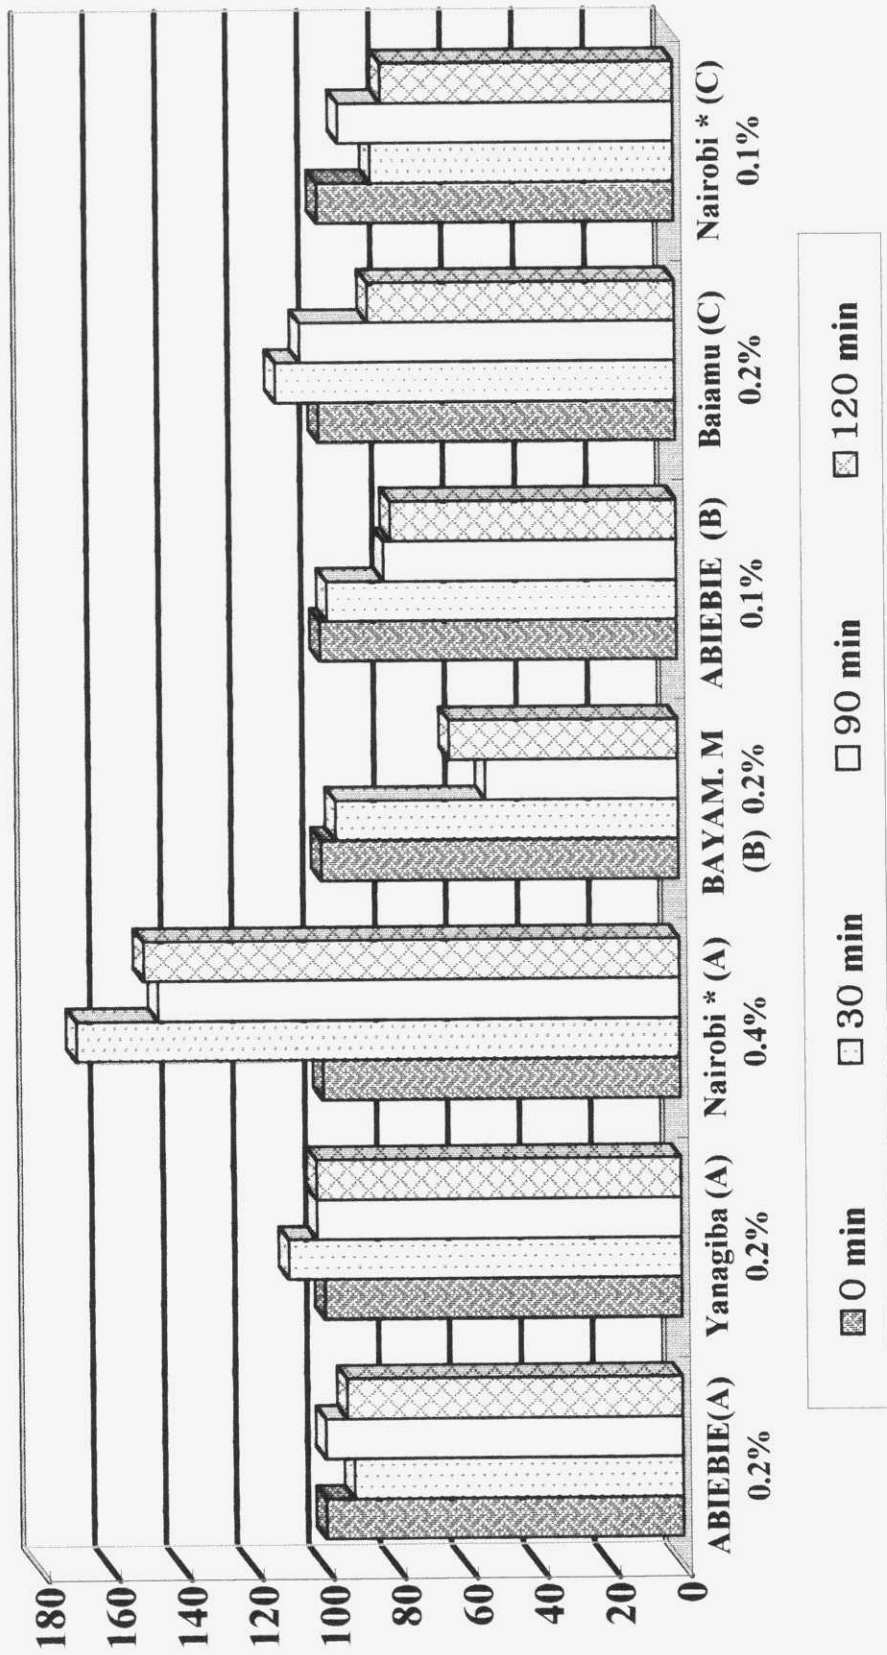 180
160
140
120
100
80
60
40
20
0
ABIEBIE(A)
0.2%
Yanagiba (A)
0.2%
Nairobi * (A)
0.4%
BAYAM. M
(B) 0.2%
ABIEBIE (B)
0.1%
Baiamu (C)
0.2%
Nairobi * (C)
0.1%
0 min
30 min
90 min
120 min